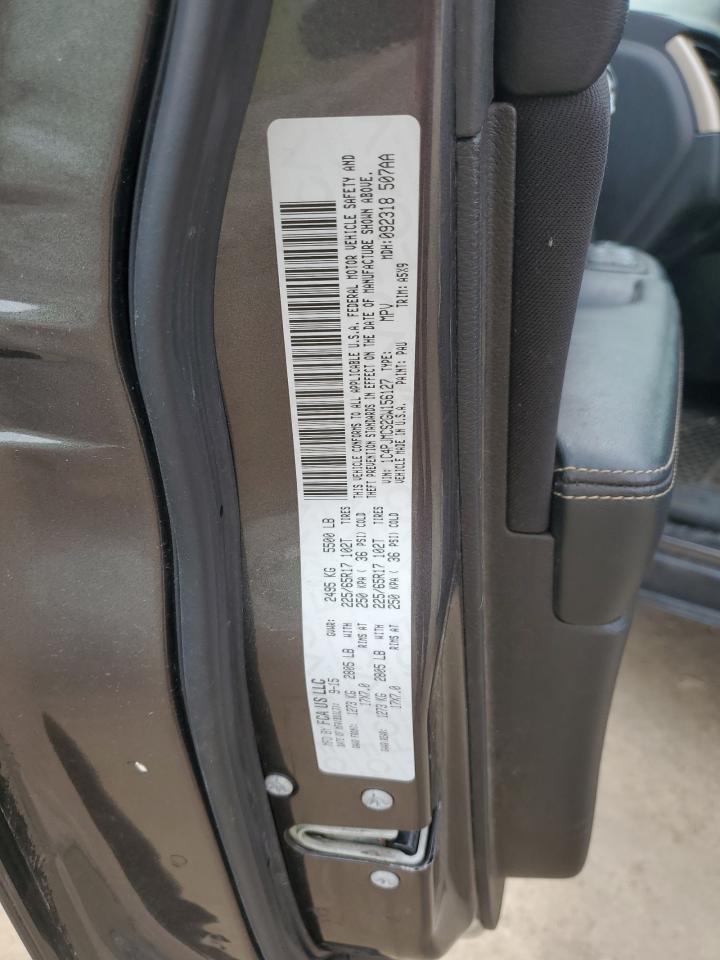 MFD BY FCA US LLC
DATE OF MFR: 9-15 GVWR: 2495 KG 5500 LB
GAWR FRONT: 1273 KG 2805 LB WITH 225/65R17 102T TIRES
17X7.0 RIMS AT 250 KPA ( 36 PSI) COLD
GAWR REAR: 1273 KG 2805 LB WITH 225/65R17 102T TIRES
17X7.0 RIMS AT 250 KPA ( 36 PSI) COLD
THIS VEHICLE CONFORMS TO ALL APPLICABLE U.S.A. FEDERAL MOTOR VEHICLE SAFETY AND
THEFT PREVENTION STANDARDS IN EFFECT ON THE DATE OF MANUFACTURE SHOWN ABOVE.
VIN: 1C4PJMCS2GW156127 TYPE: MPV MDH: 092318 507AA
VEHICLE MADE IN U.S.A. PAINT: PAU TRIM: A5X9